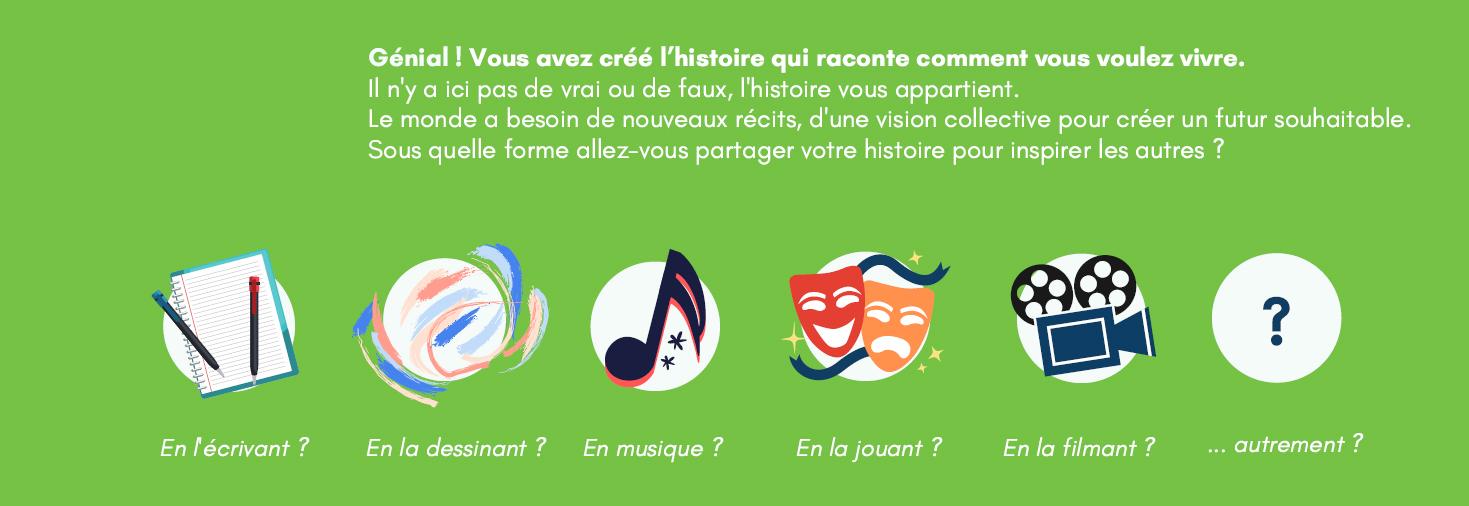 Génial ! Vous avez créé l'histoire qui raconte comment vous voulez vivre.
Il n'y a ici pas de vrai ou de faux, l'histoire vous appartient.
Le monde a besoin de nouveaux récits, d'une vision collective pour créer un futur souhaitable.
Sous quelle forme allez-vous partager votre histoire pour inspirer les autres ?
?
En l'écrivant ?
En la dessinant ?
En musique ?
En la jouant ?
En la filmant ?
... autrement ?